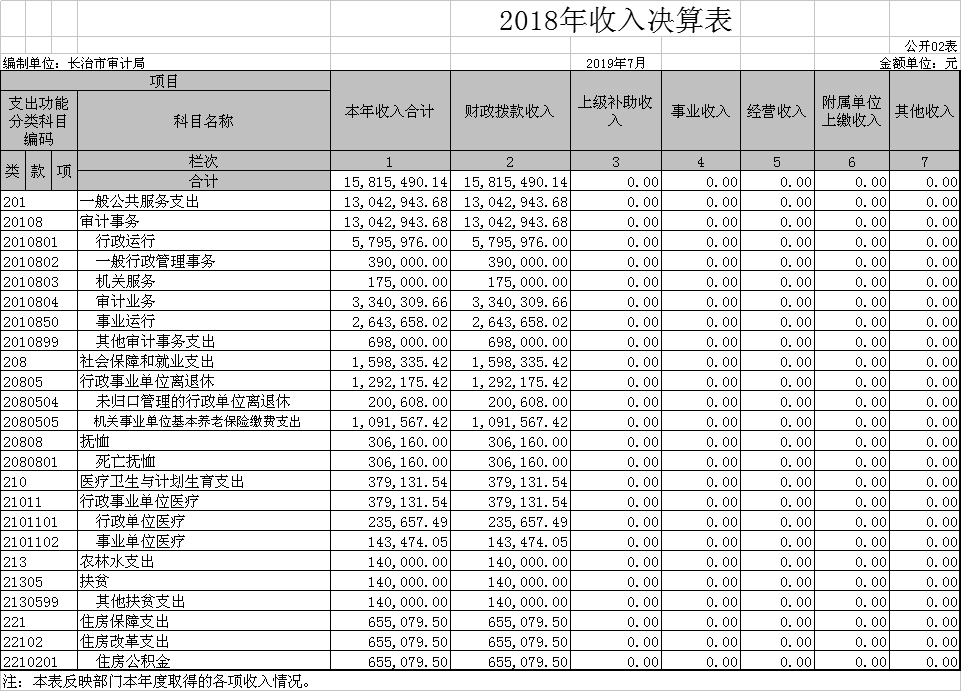 2018年收入决算表
公开02表
编制单位：长治市审计局 2019年7月 金额单位：元
项目 本年收入合计 财政拨款收入 上级补助收入 事业收入 经营收入 附属单位上缴收入 其他收入
支出功能分类科目编码 科目名称
类 款 项 栏次 1 2 3 4 5 6 7
合计 15,815,490.14 15,815,490.14 0.00 0.00 0.00 0.00 0.00
201 一般公共服务支出 13,042,943.68 13,042,943.68 0.00 0.00 0.00 0.00 0.00
20108 审计事务 13,042,943.68 13,042,943.68 0.00 0.00 0.00 0.00 0.00
2010801 行政运行 5,795,976.00 5,795,976.00 0.00 0.00 0.00 0.00 0.00
2010802 一般行政管理事务 390,000.00 390,000.00 0.00 0.00 0.00 0.00 0.00
2010803 机关服务 175,000.00 175,000.00 0.00 0.00 0.00 0.00 0.00
2010804 审计业务 3,340,309.66 3,340,309.66 0.00 0.00 0.00 0.00 0.00
2010850 事业运行 2,643,658.02 2,643,658.02 0.00 0.00 0.00 0.00 0.00
2010899 其他审计事务支出 698,000.00 698,000.00 0.00 0.00 0.00 0.00 0.00
208 社会保障和就业支出 1,598,335.42 1,598,335.42 0.00 0.00 0.00 0.00 0.00
20805 行政事业单位离退休 1,292,175.42 1,292,175.42 0.00 0.00 0.00 0.00 0.00
2080504 未归口管理的行政单位离退休 200,608.00 200,608.00 0.00 0.00 0.00 0.00 0.00
2080505 机关事业单位基本养老保险缴费支出 1,091,567.42 1,091,567.42 0.00 0.00 0.00 0.00 0.00
20808 抚恤 306,160.00 306,160.00 0.00 0.00 0.00 0.00 0.00
2080801 死亡抚恤 306,160.00 306,160.00 0.00 0.00 0.00 0.00 0.00
210 医疗卫生与计划生育支出 379,131.54 379,131.54 0.00 0.00 0.00 0.00 0.00
21011 行政事业单位医疗 379,131.54 379,131.54 0.00 0.00 0.00 0.00 0.00
2101101 行政单位医疗 235,657.49 235,657.49 0.00 0.00 0.00 0.00 0.00
2101102 事业单位医疗 143,474.05 143,474.05 0.00 0.00 0.00 0.00 0.00
213 农林水支出 140,000.00 140,000.00 0.00 0.00 0.00 0.00 0.00
21305 扶贫 140,000.00 140,000.00 0.00 0.00 0.00 0.00 0.00
2130599 其他扶贫支出 140,000.00 140,000.00 0.00 0.00 0.00 0.00 0.00
221 住房保障支出 655,079.50 655,079.50 0.00 0.00 0.00 0.00 0.00
22102 住房改革支出 655,079.50 655,079.50 0.00 0.00 0.00 0.00 0.00
2210201 住房公积金 655,079.50 655,079.50 0.00 0.00 0.00 0.00 0.00
注：本表反映部门本年度取得的各项收入情况。